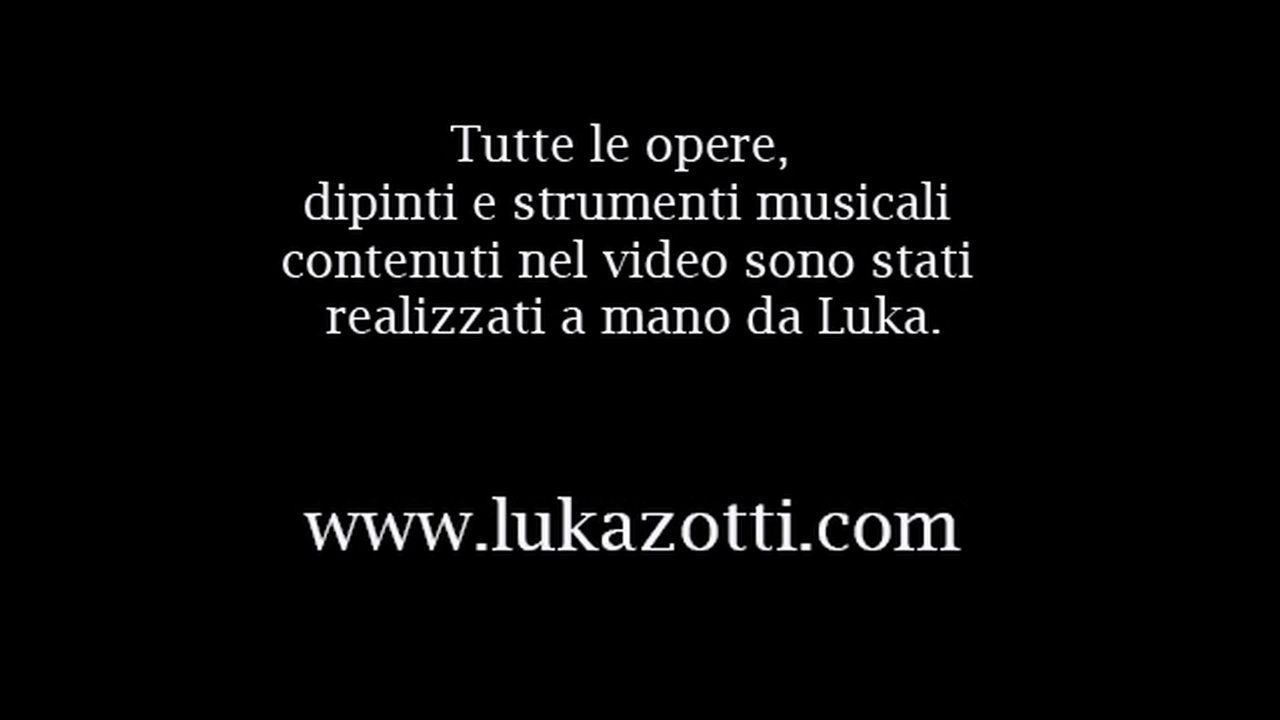 Tutte le opere,
dipinti e strumenti musicali
contenuti nel video sono stati
realizzati a mano da Luka.
www.lukazotti.com